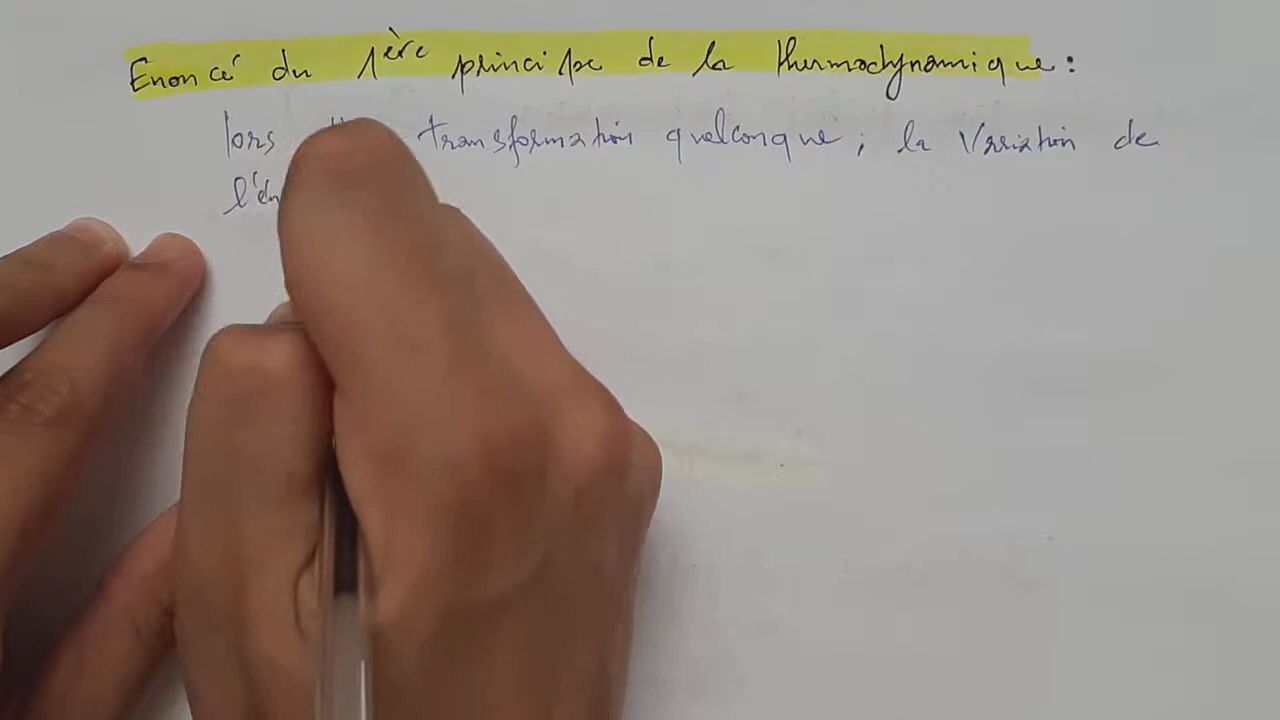 Enoncé du 1ère principe de la thermodynamique :
lors transformation quelconque ; la variation de